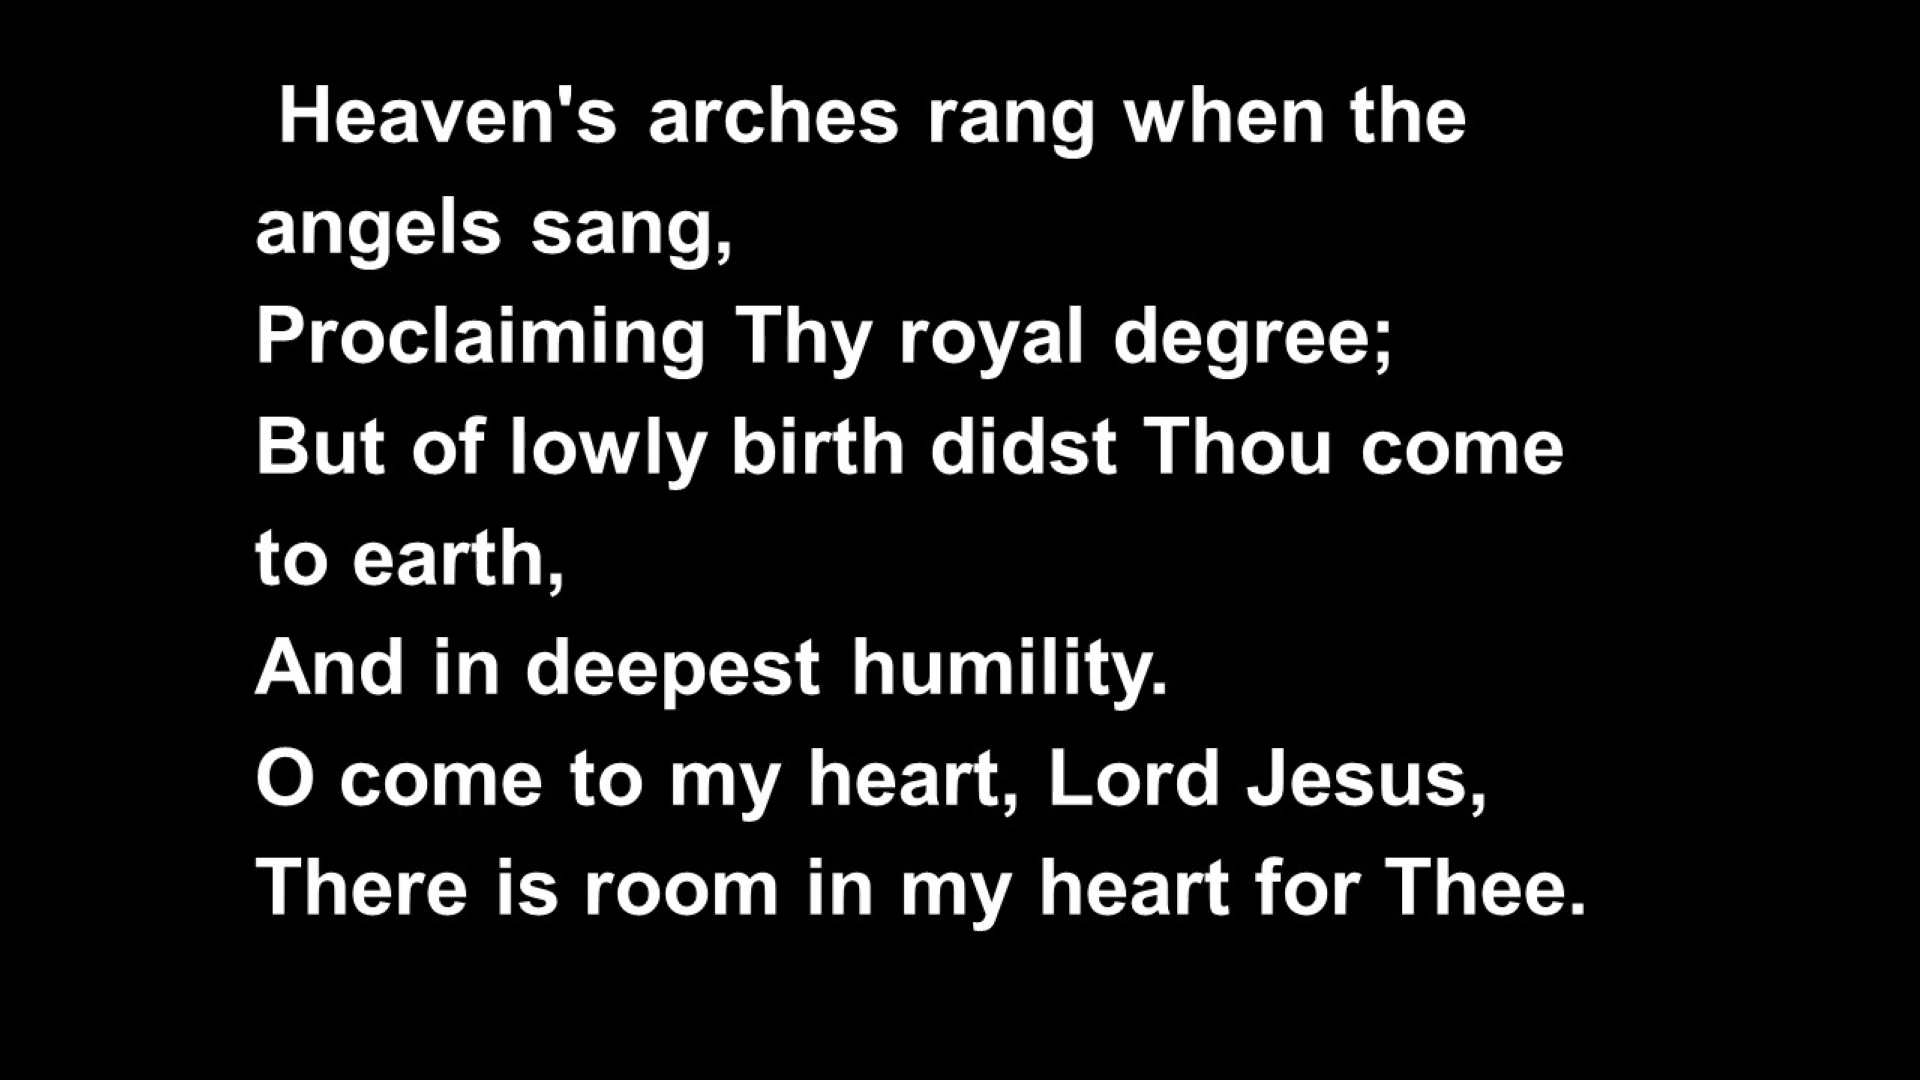 Heaven's arches rang when the
angels sang,
Proclaiming Thy royal degree;
But of lowly birth didst Thou come
to earth,
And in deepest humility.
O come to my heart, Lord Jesus,
There is room in my heart for Thee.